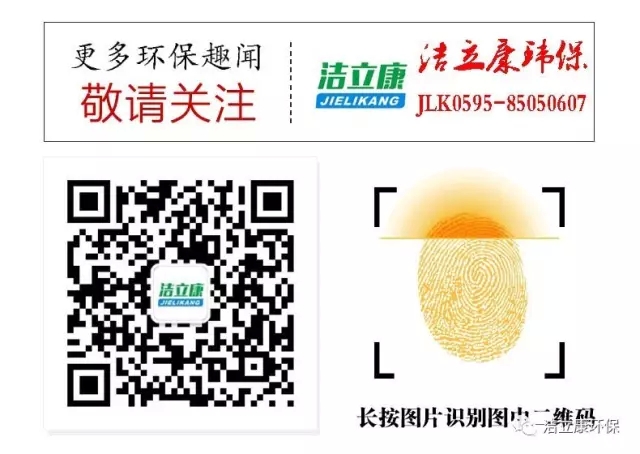 更多环保趣闻
敬请关注
洁立康
JIELIKANG
洁立康玮保
JLK0595-85050607
洁立康
JIELIKANG
长按图片识别图中二维码
洁立康环保